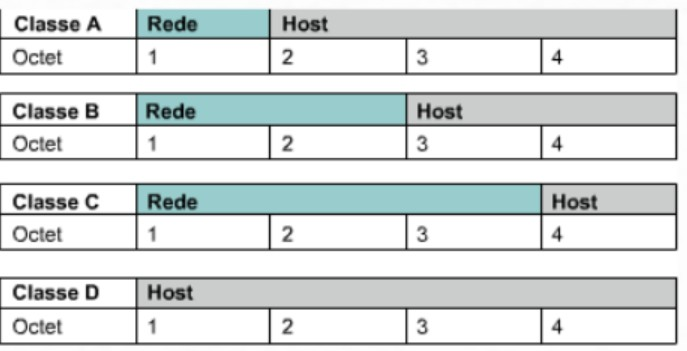 Classe A Rede Host
Octet 1 2 3 4
Classe B Rede Host
Octet 1 2 3 4
Classe C Rede Host
Octet 1 2 3 4
Classe D Host
Octet 1 2 3 4